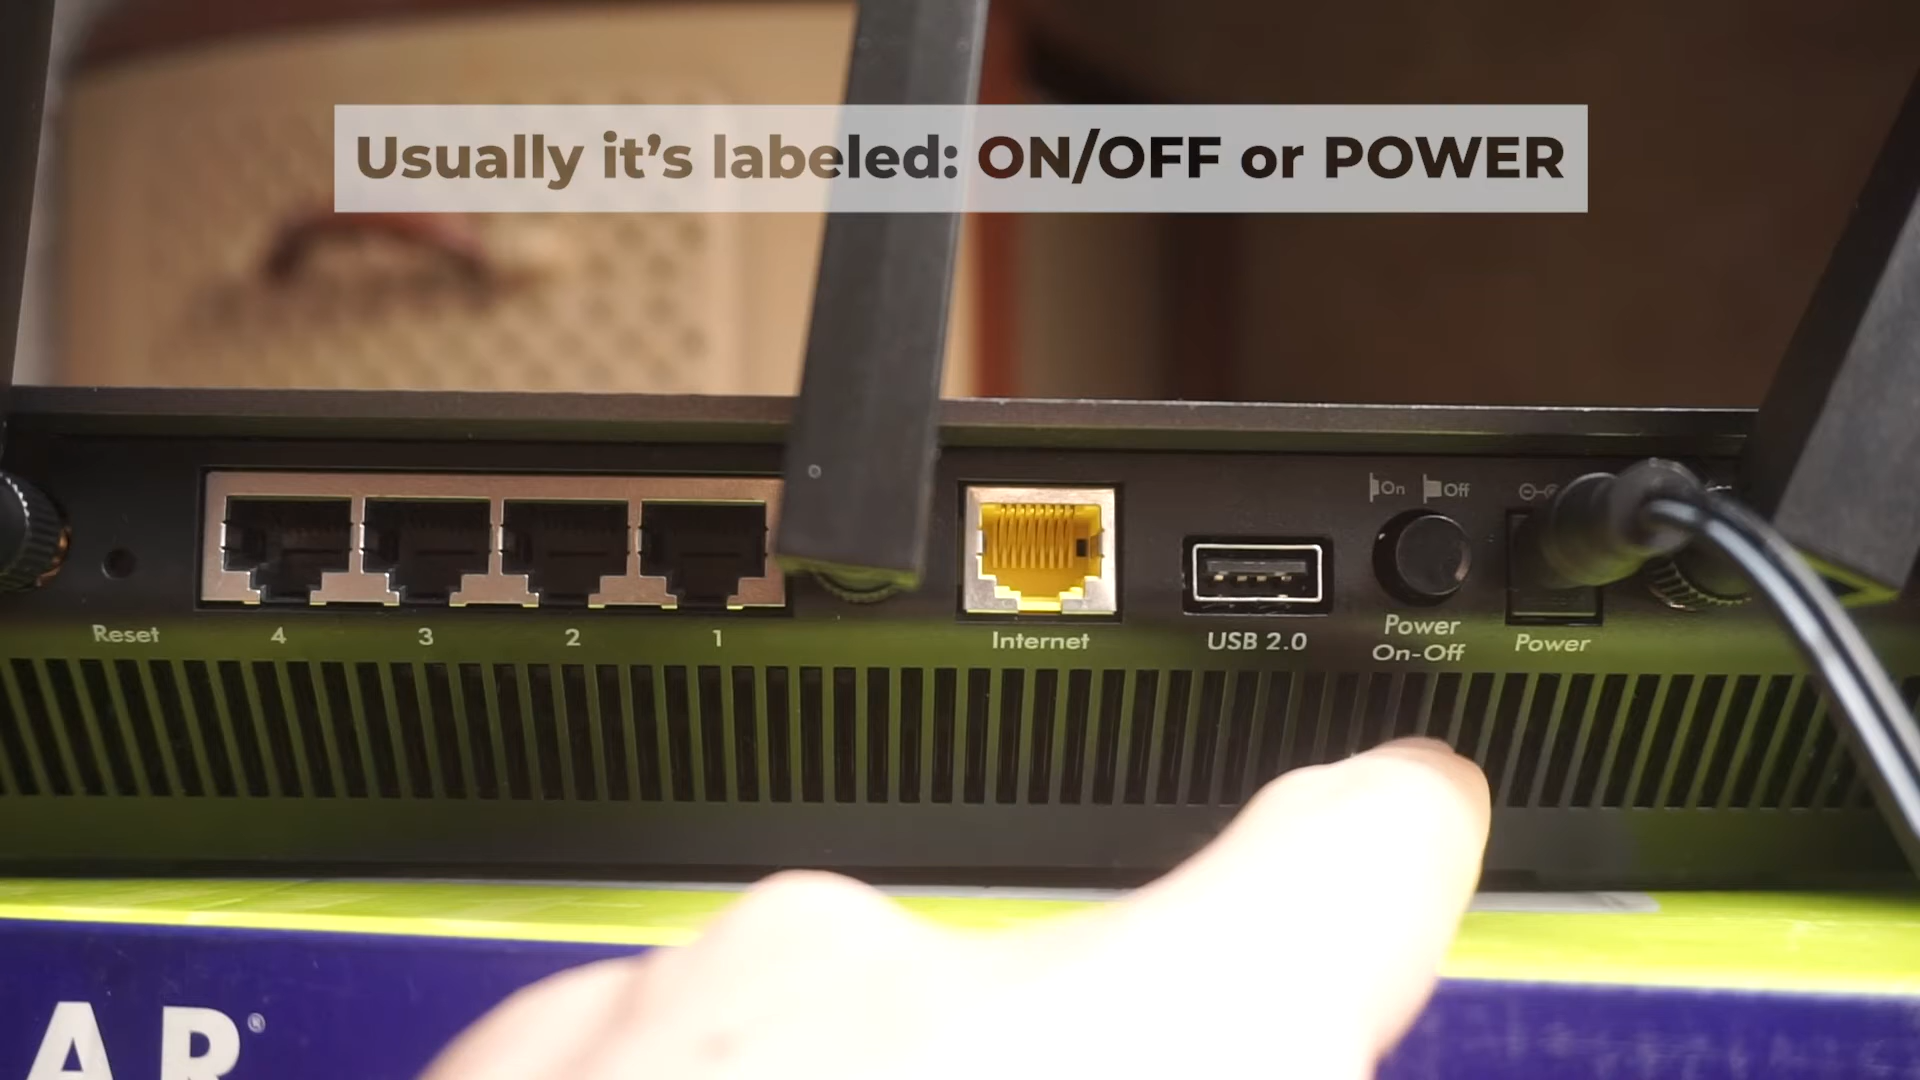 Usually it's labeled: ON/OFF or POWER
On Off
Reset 4 3 2 1 Internet USB 2.0 Power On-Off Power
AR®